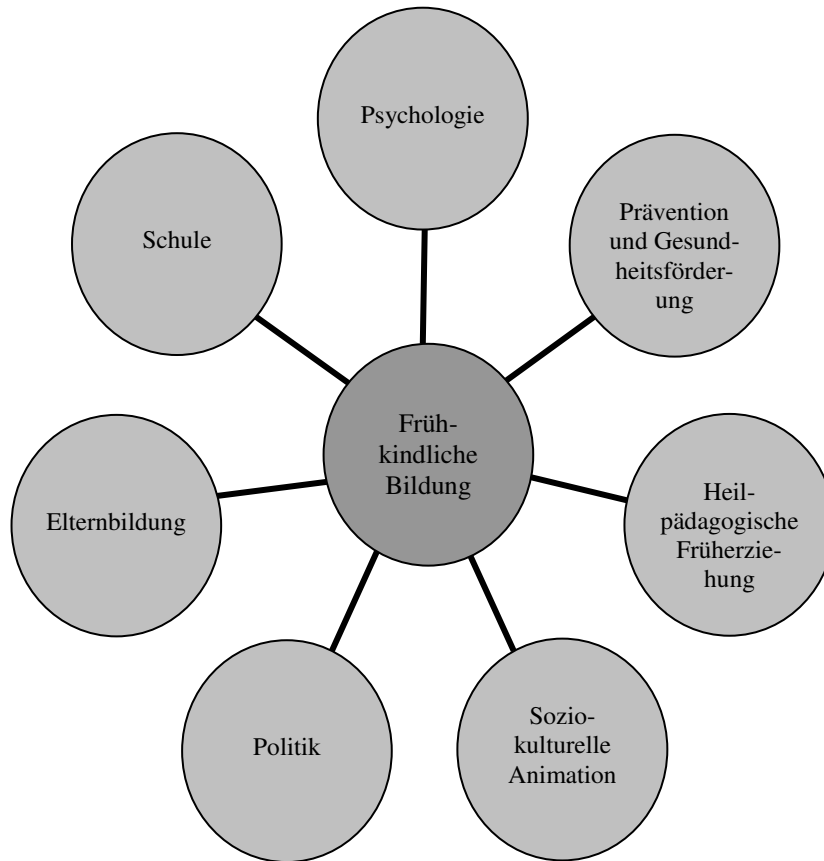 Psychologie
Schule
Prävention
und Gesund-
heitsförder-
ung
Früh-
kindliche
Bildung
Elternbildung
Heil-
pädagogische
Früherzie-
hung
Politik
Sozio-
kulturelle
Animation